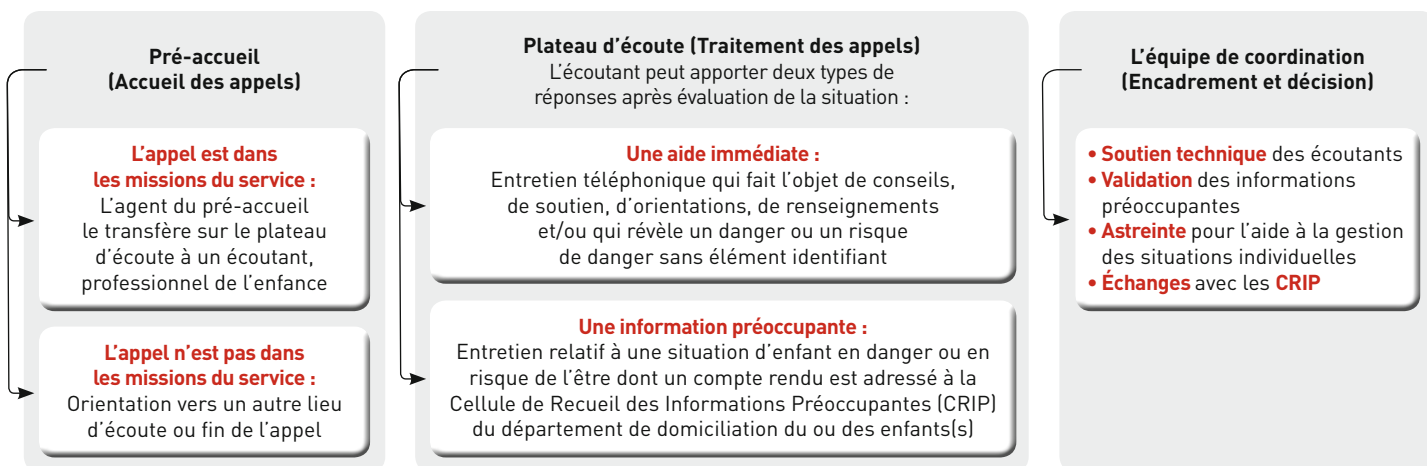 Pré-accueil
(Accueil des appels)
L’appel est dans
les missions du service :
L’agent du pré-accueil
le transfère sur le plateau
d’écoute à un écoutant,
professionnel de l’enfance
L’appel n’est pas dans
les missions du service :
Orientation vers un autre lieu
d’écoute ou fin de l’appel
Plateau d’écoute (Traitement des appels)
L’écoutant peut apporter deux types de
réponses après évaluation de la situation :
Une aide immédiate :
Entretien téléphonique qui fait l’objet de conseils,
de soutien, d’orientations, de renseignements
et/ou qui révèle un danger ou un risque
de danger sans élément identifiant
Une information préoccupante :
Entretien relatif à une situation d’enfant en danger ou en
risque de l’être dont un compte rendu est adressé à la
Cellule de Recueil des Informations Préoccupantes (CRIP)
du département de domiciliation du ou des enfants(s)
L’équipe de coordination
(Encadrement et décision)
• Soutien technique des écoutants
• Validation des informations
préoccupantes
• Astreinte pour l’aide à la gestion
des situations individuelles
• Échanges avec les CRIP